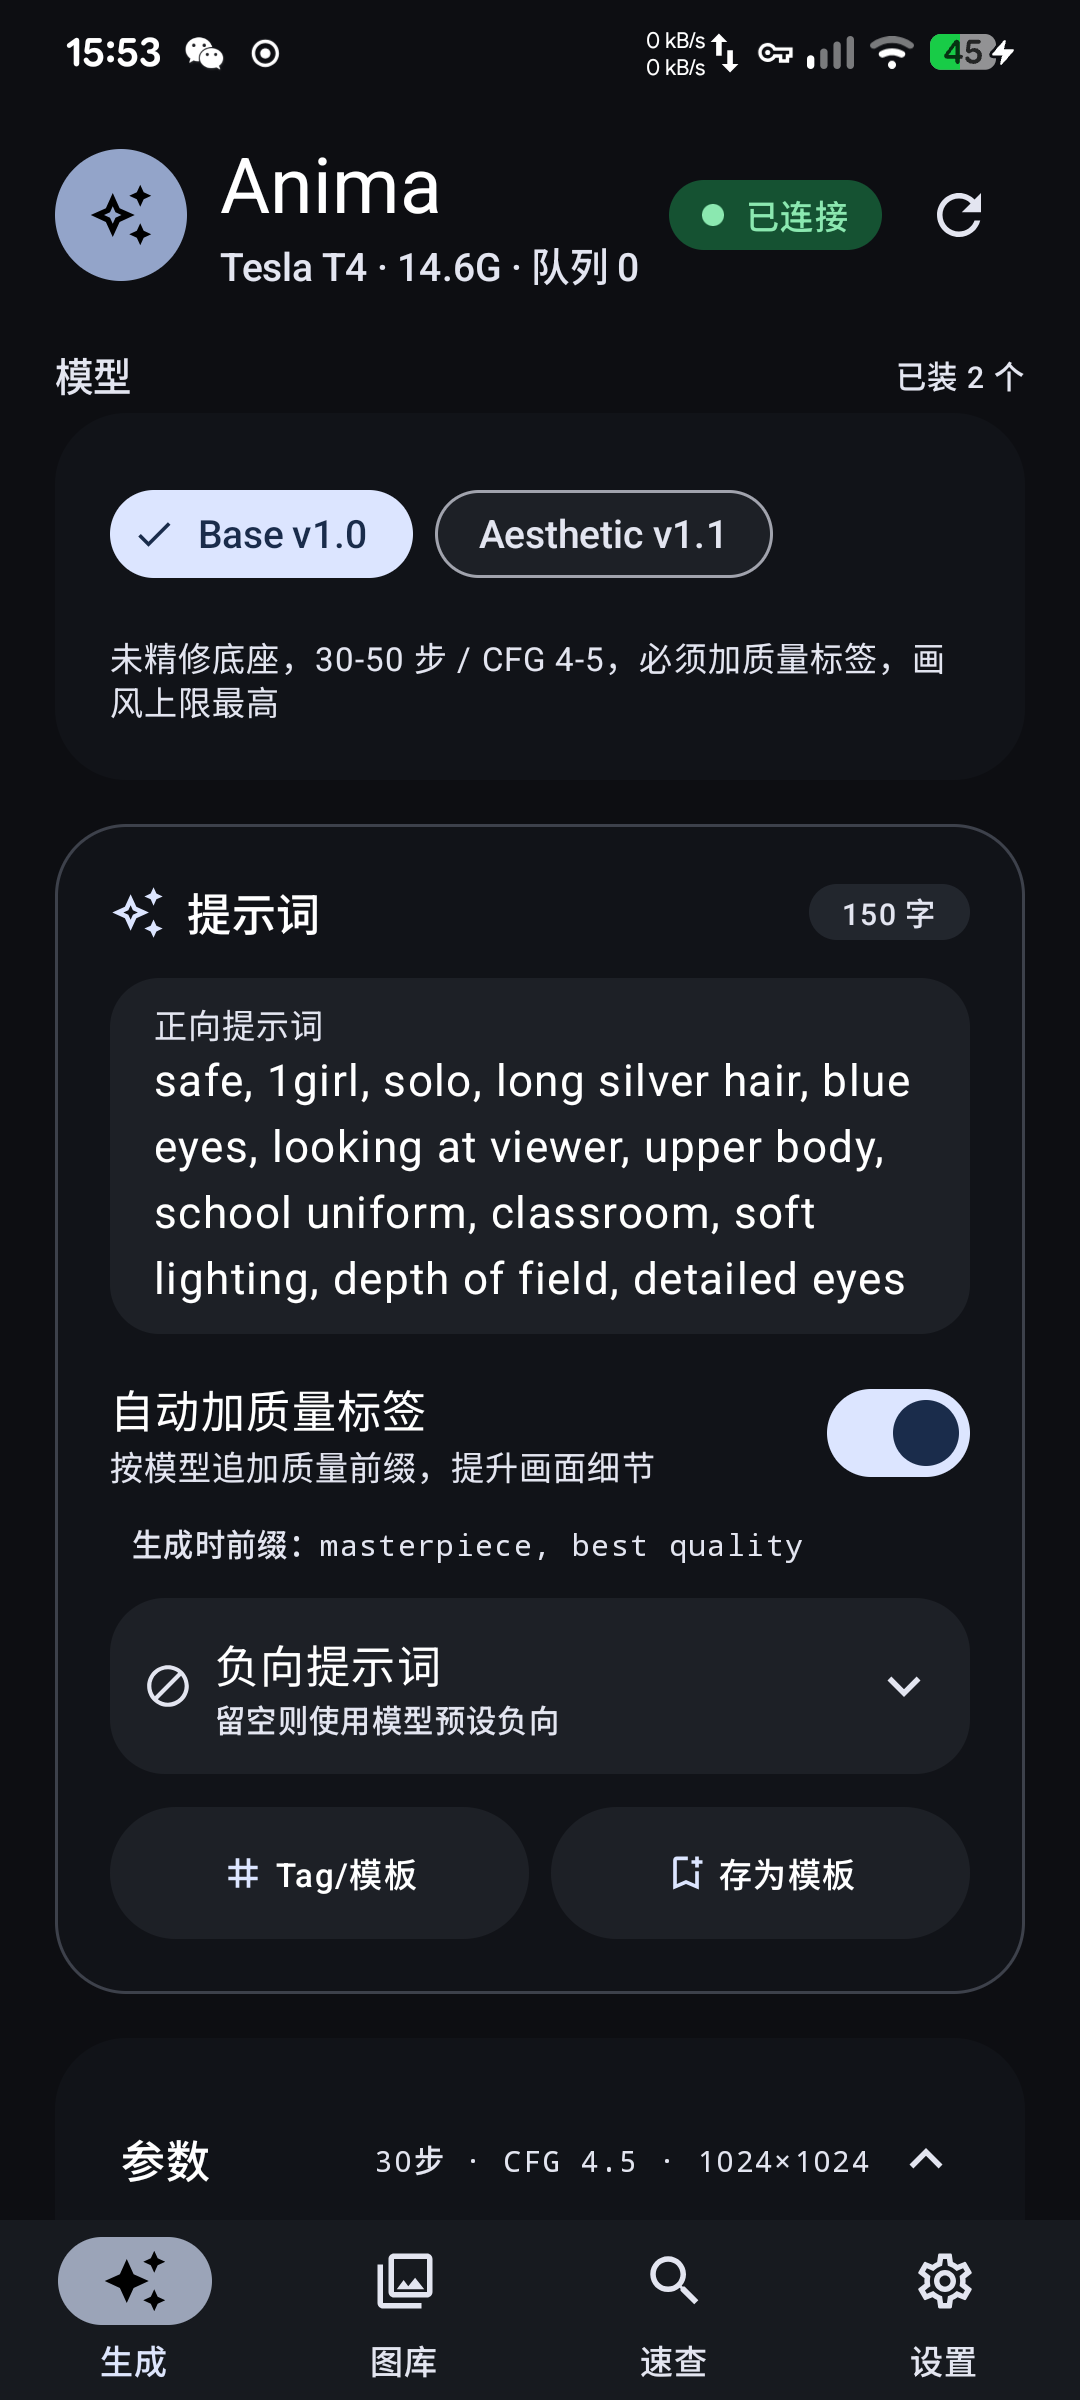 15:53
0 kB/s
0 kB/s
45
Anima
已连接
Tesla T4 · 14.6G · 队列 0
模型
已装 2 个
Base v1.0
Aesthetic v1.1
未精修底座，30-50 步 / CFG 4-5，必须加质量标签，画
风上限最高
提示词
150 字
正向提示词
safe, 1girl, solo, long silver hair, blue
eyes, looking at viewer, upper body,
school uniform, classroom, soft
lighting, depth of field, detailed eyes
自动加质量标签
按模型追加质量前缀，提升画面细节
生成时前缀：masterpiece, best quality
负向提示词
留空则使用模型预设负向
Tag/模板
存为模板
参数
30步 · CFG 4.5 · 1024×1024
生成
图库
速查
设置